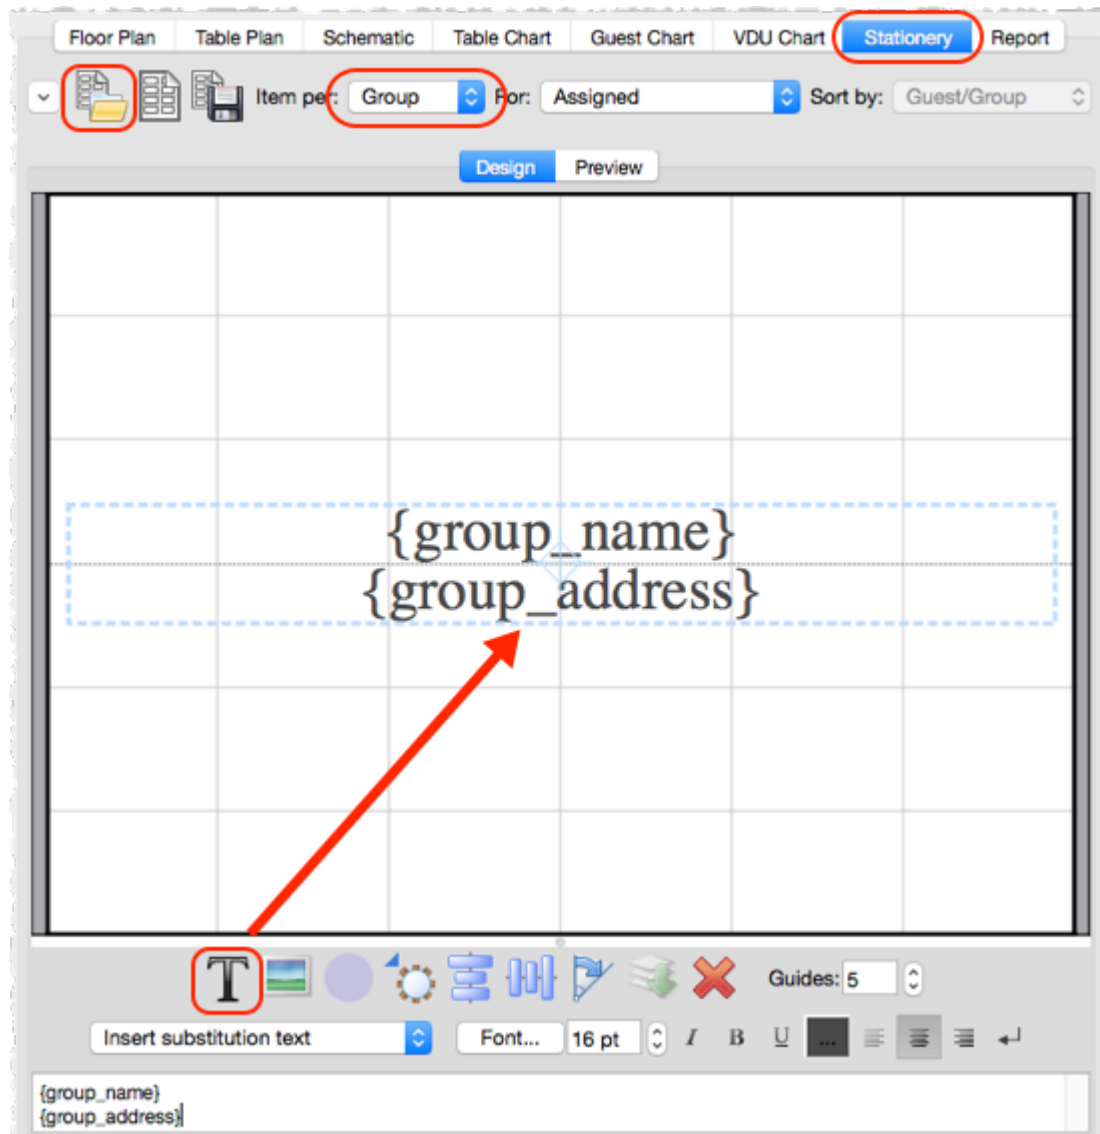 Floor Plan Table Plan Schematic Table Chart Guest Chart VDU Chart Stationery Report
Item per: Group For: Assigned Sort by: Guest/Group
Design Preview
{group_name}
{group_address}
T Guides: 5
Insert substitution text Font... 16 pt I B U ...
{group_name}
{group_address}